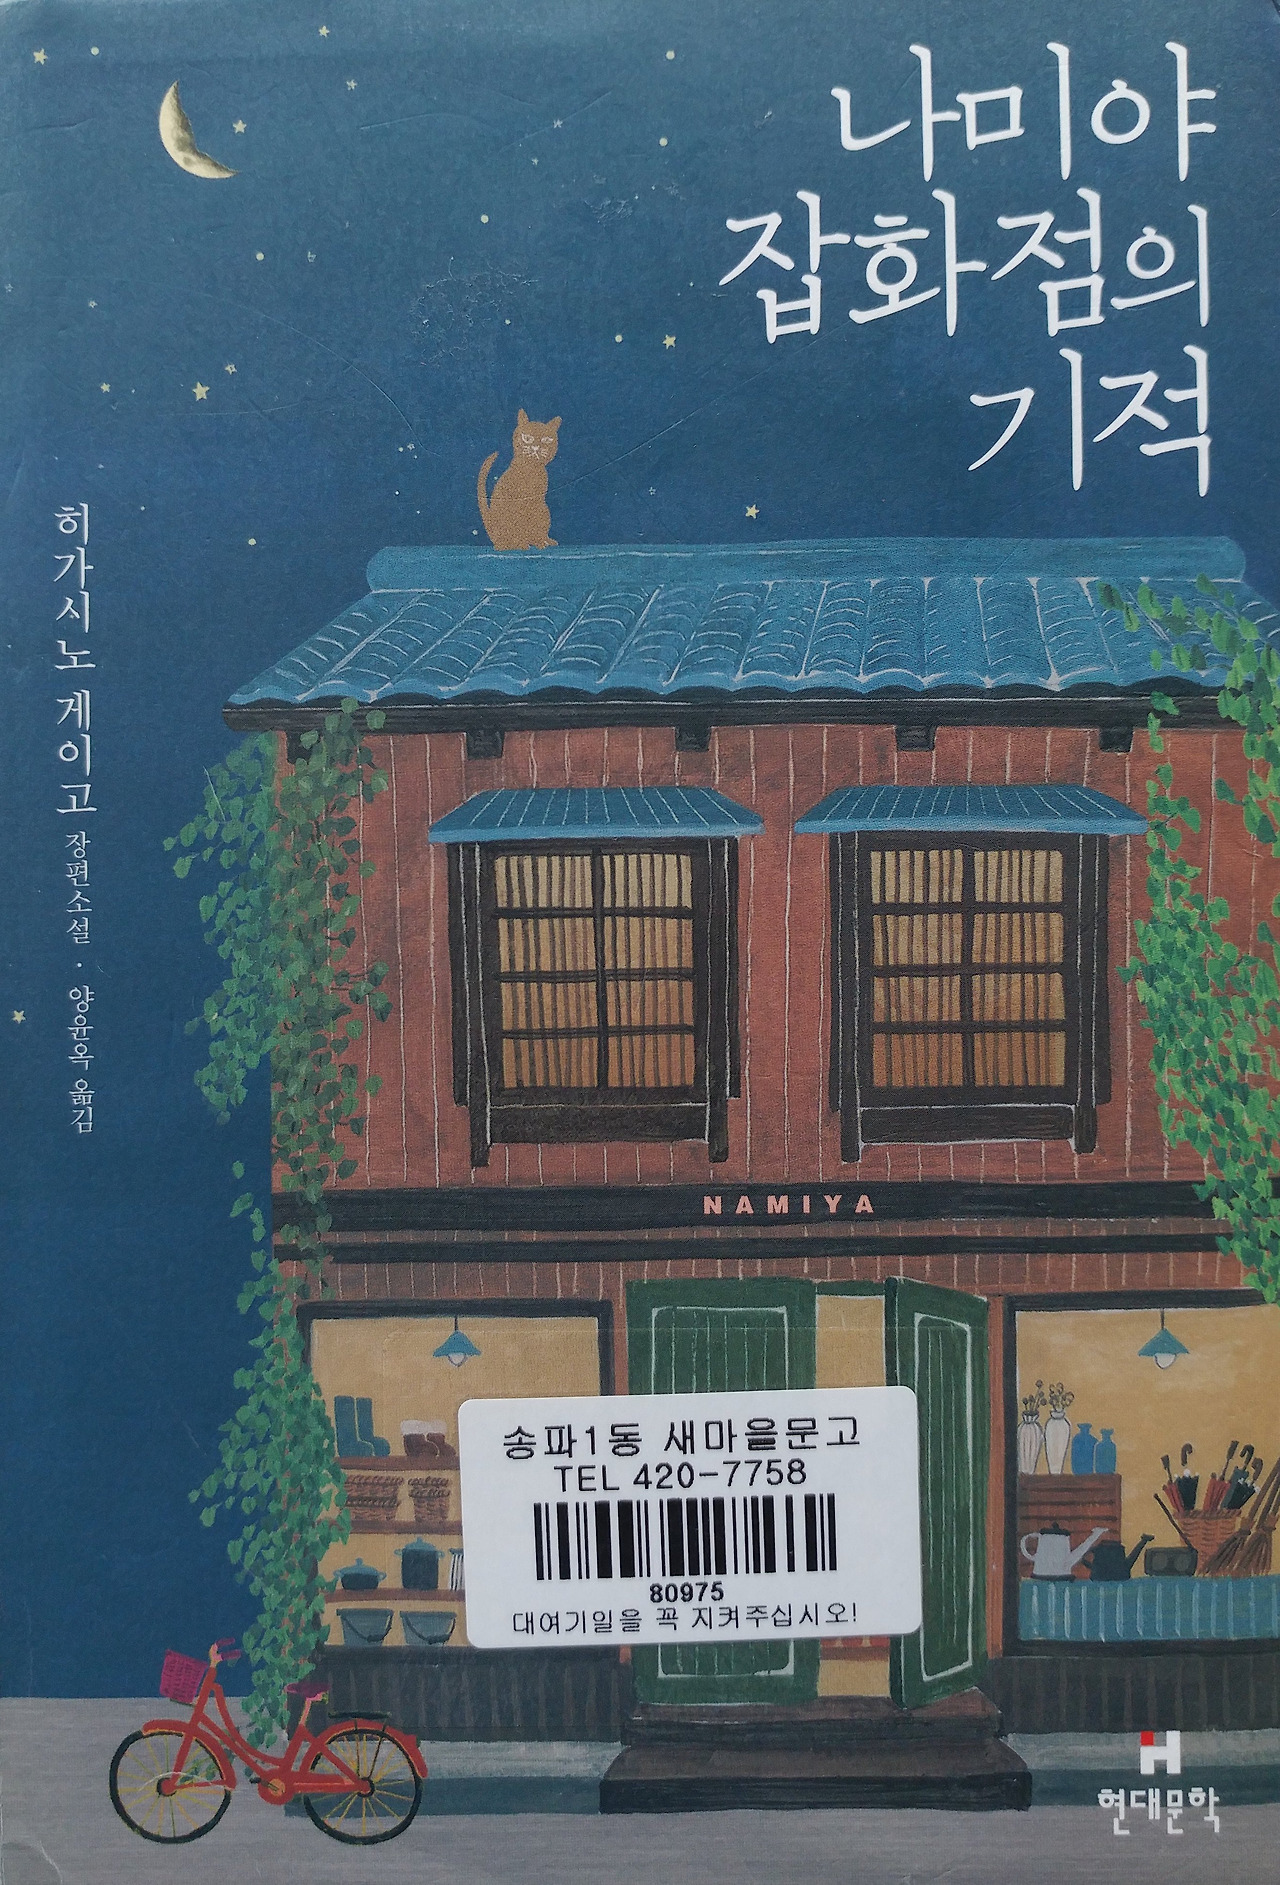 나미야
잡화점의
기적
히가시노 게이고 장편소설 · 양윤옥 옮김
NAMIYA
송파1동 새마을문고
TEL 420-7758
80975
대여기일을 꼭 지켜주십시오!
현대문학